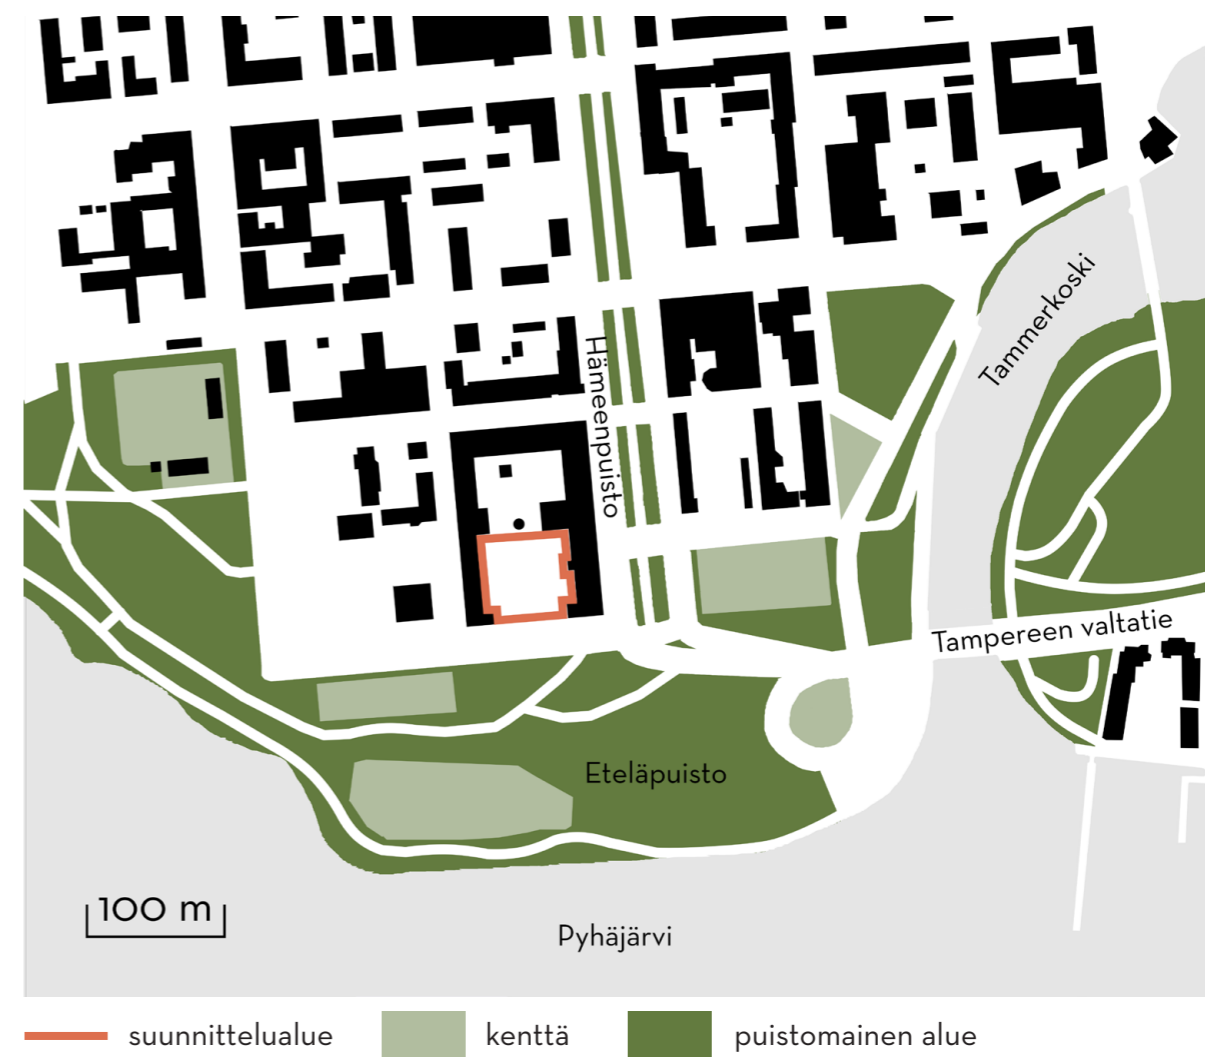 Hämeenpuisto
Tammerkoski
Tampereen valtatie
Eteläpuisto
100 m
Pyhäjärvi
suunnittelualue
kenttä
puistomainen alue